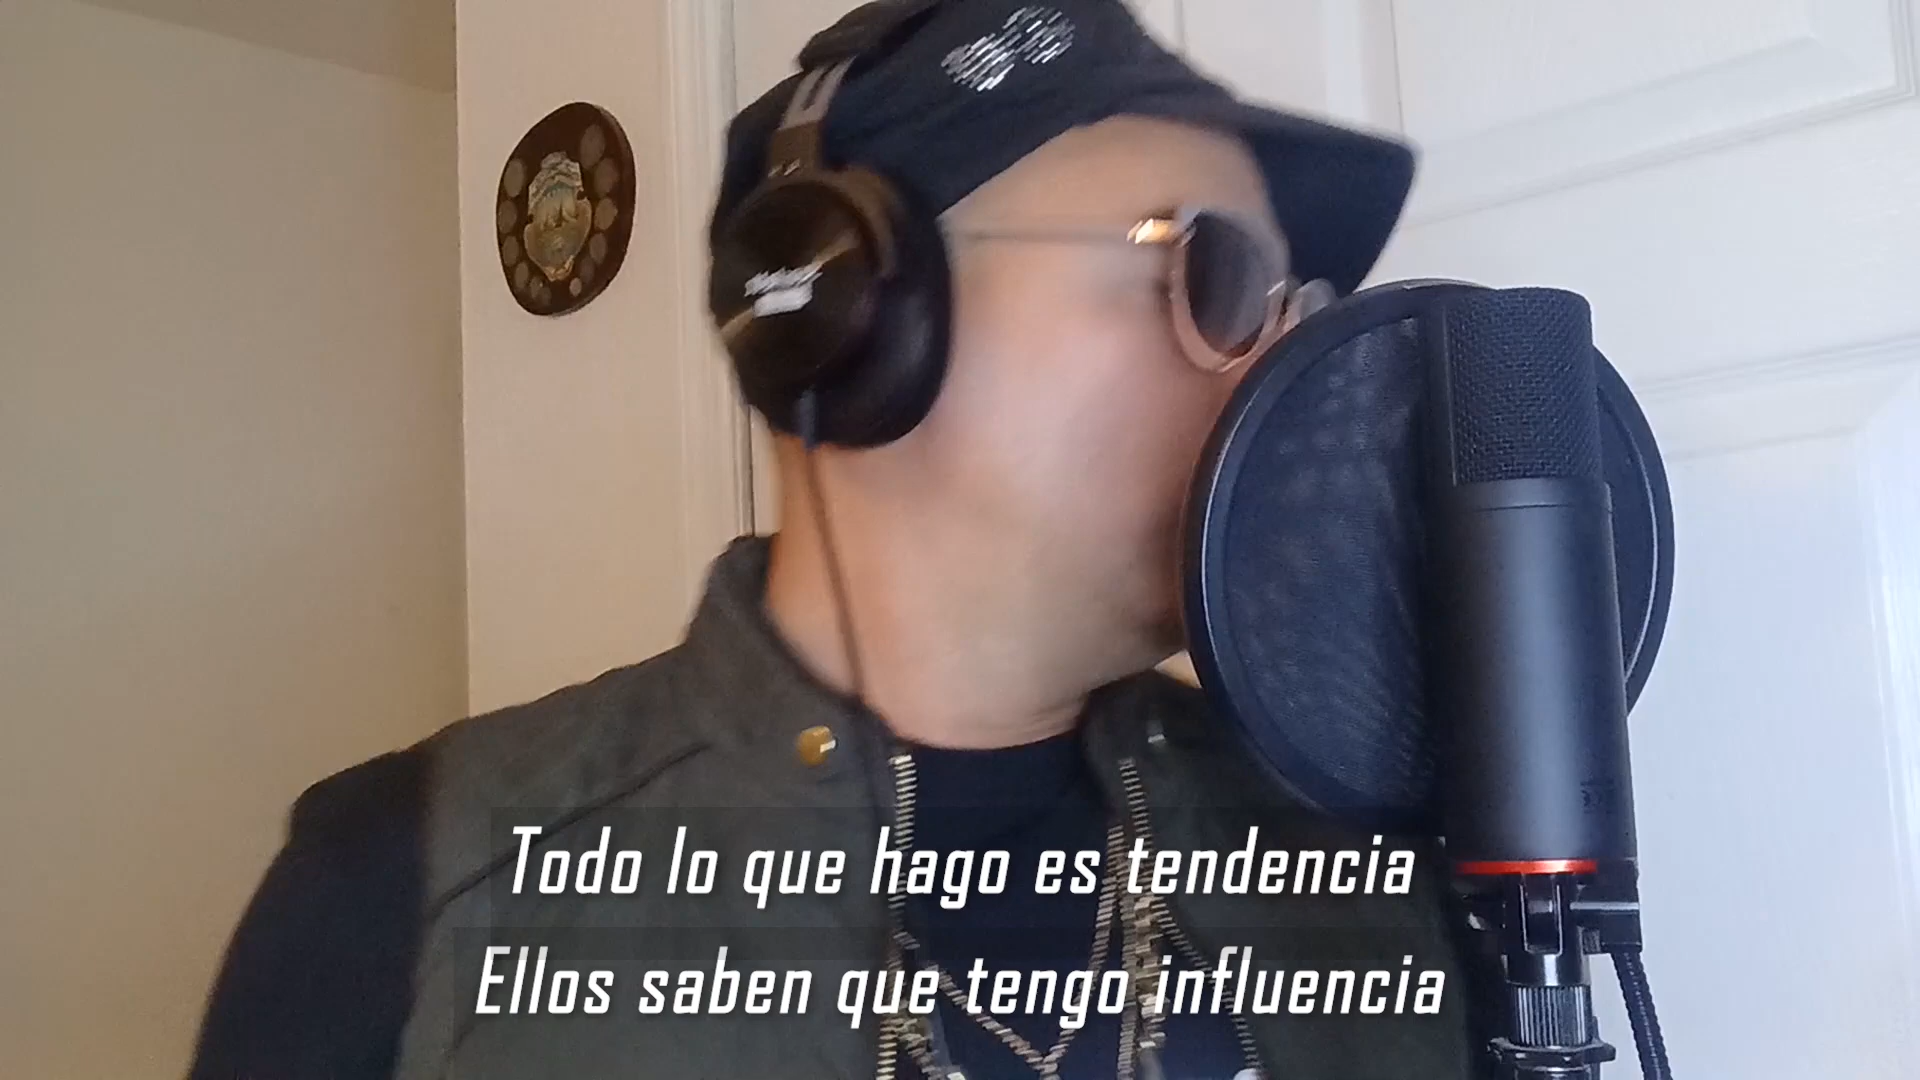 Todo lo que hago es tendencia
Ellos saben que tengo influencia